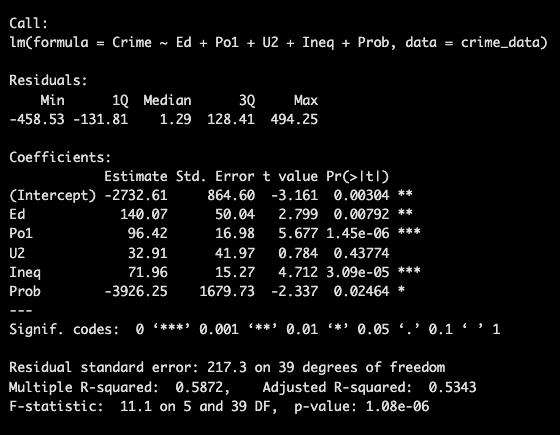 Call:
lm(formula = Crime ~ Ed + Po1 + U2 + Ineq + Prob, data = crime_data)

Residuals:
    Min      1Q  Median      3Q     Max
-458.53 -131.81    1.29  128.41  494.25

Coefficients:
            Estimate Std. Error t value Pr(>|t|)
(Intercept) -2732.61     864.60  -3.161  0.00304 **
Ed            140.07      50.04   2.799  0.00792 **
Po1            96.42      16.98   5.677 1.45e-06 ***
U2             32.91      41.97   0.784  0.43774
Ineq           71.96      15.27   4.712 3.09e-05 ***
Prob        -3926.25    1679.73  -2.337  0.02464 *
---
Signif. codes:  0 ‘***’ 0.001 ‘**’ 0.01 ‘*’ 0.05 ‘.’ 0.1 ‘ ’ 1

Residual standard error: 217.3 on 39 degrees of freedom
Multiple R-squared:  0.5872,    Adjusted R-squared:  0.5343
F-statistic:  11.1 on 5 and 39 DF,  p-value: 1.08e-06